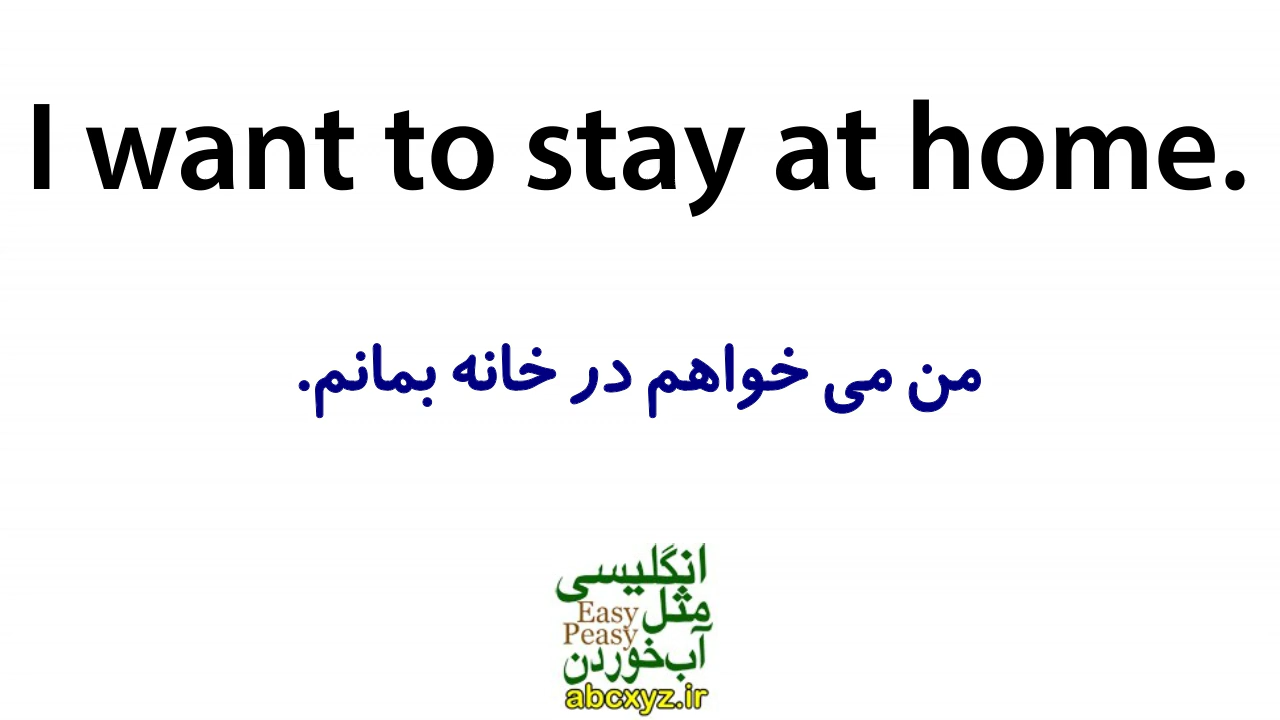 I want to stay at home.
من می خواهم در خانه بمانم.
انگلیسی
مثل
Easy
Peasy
آب‌خوردن
abcxyz.ir